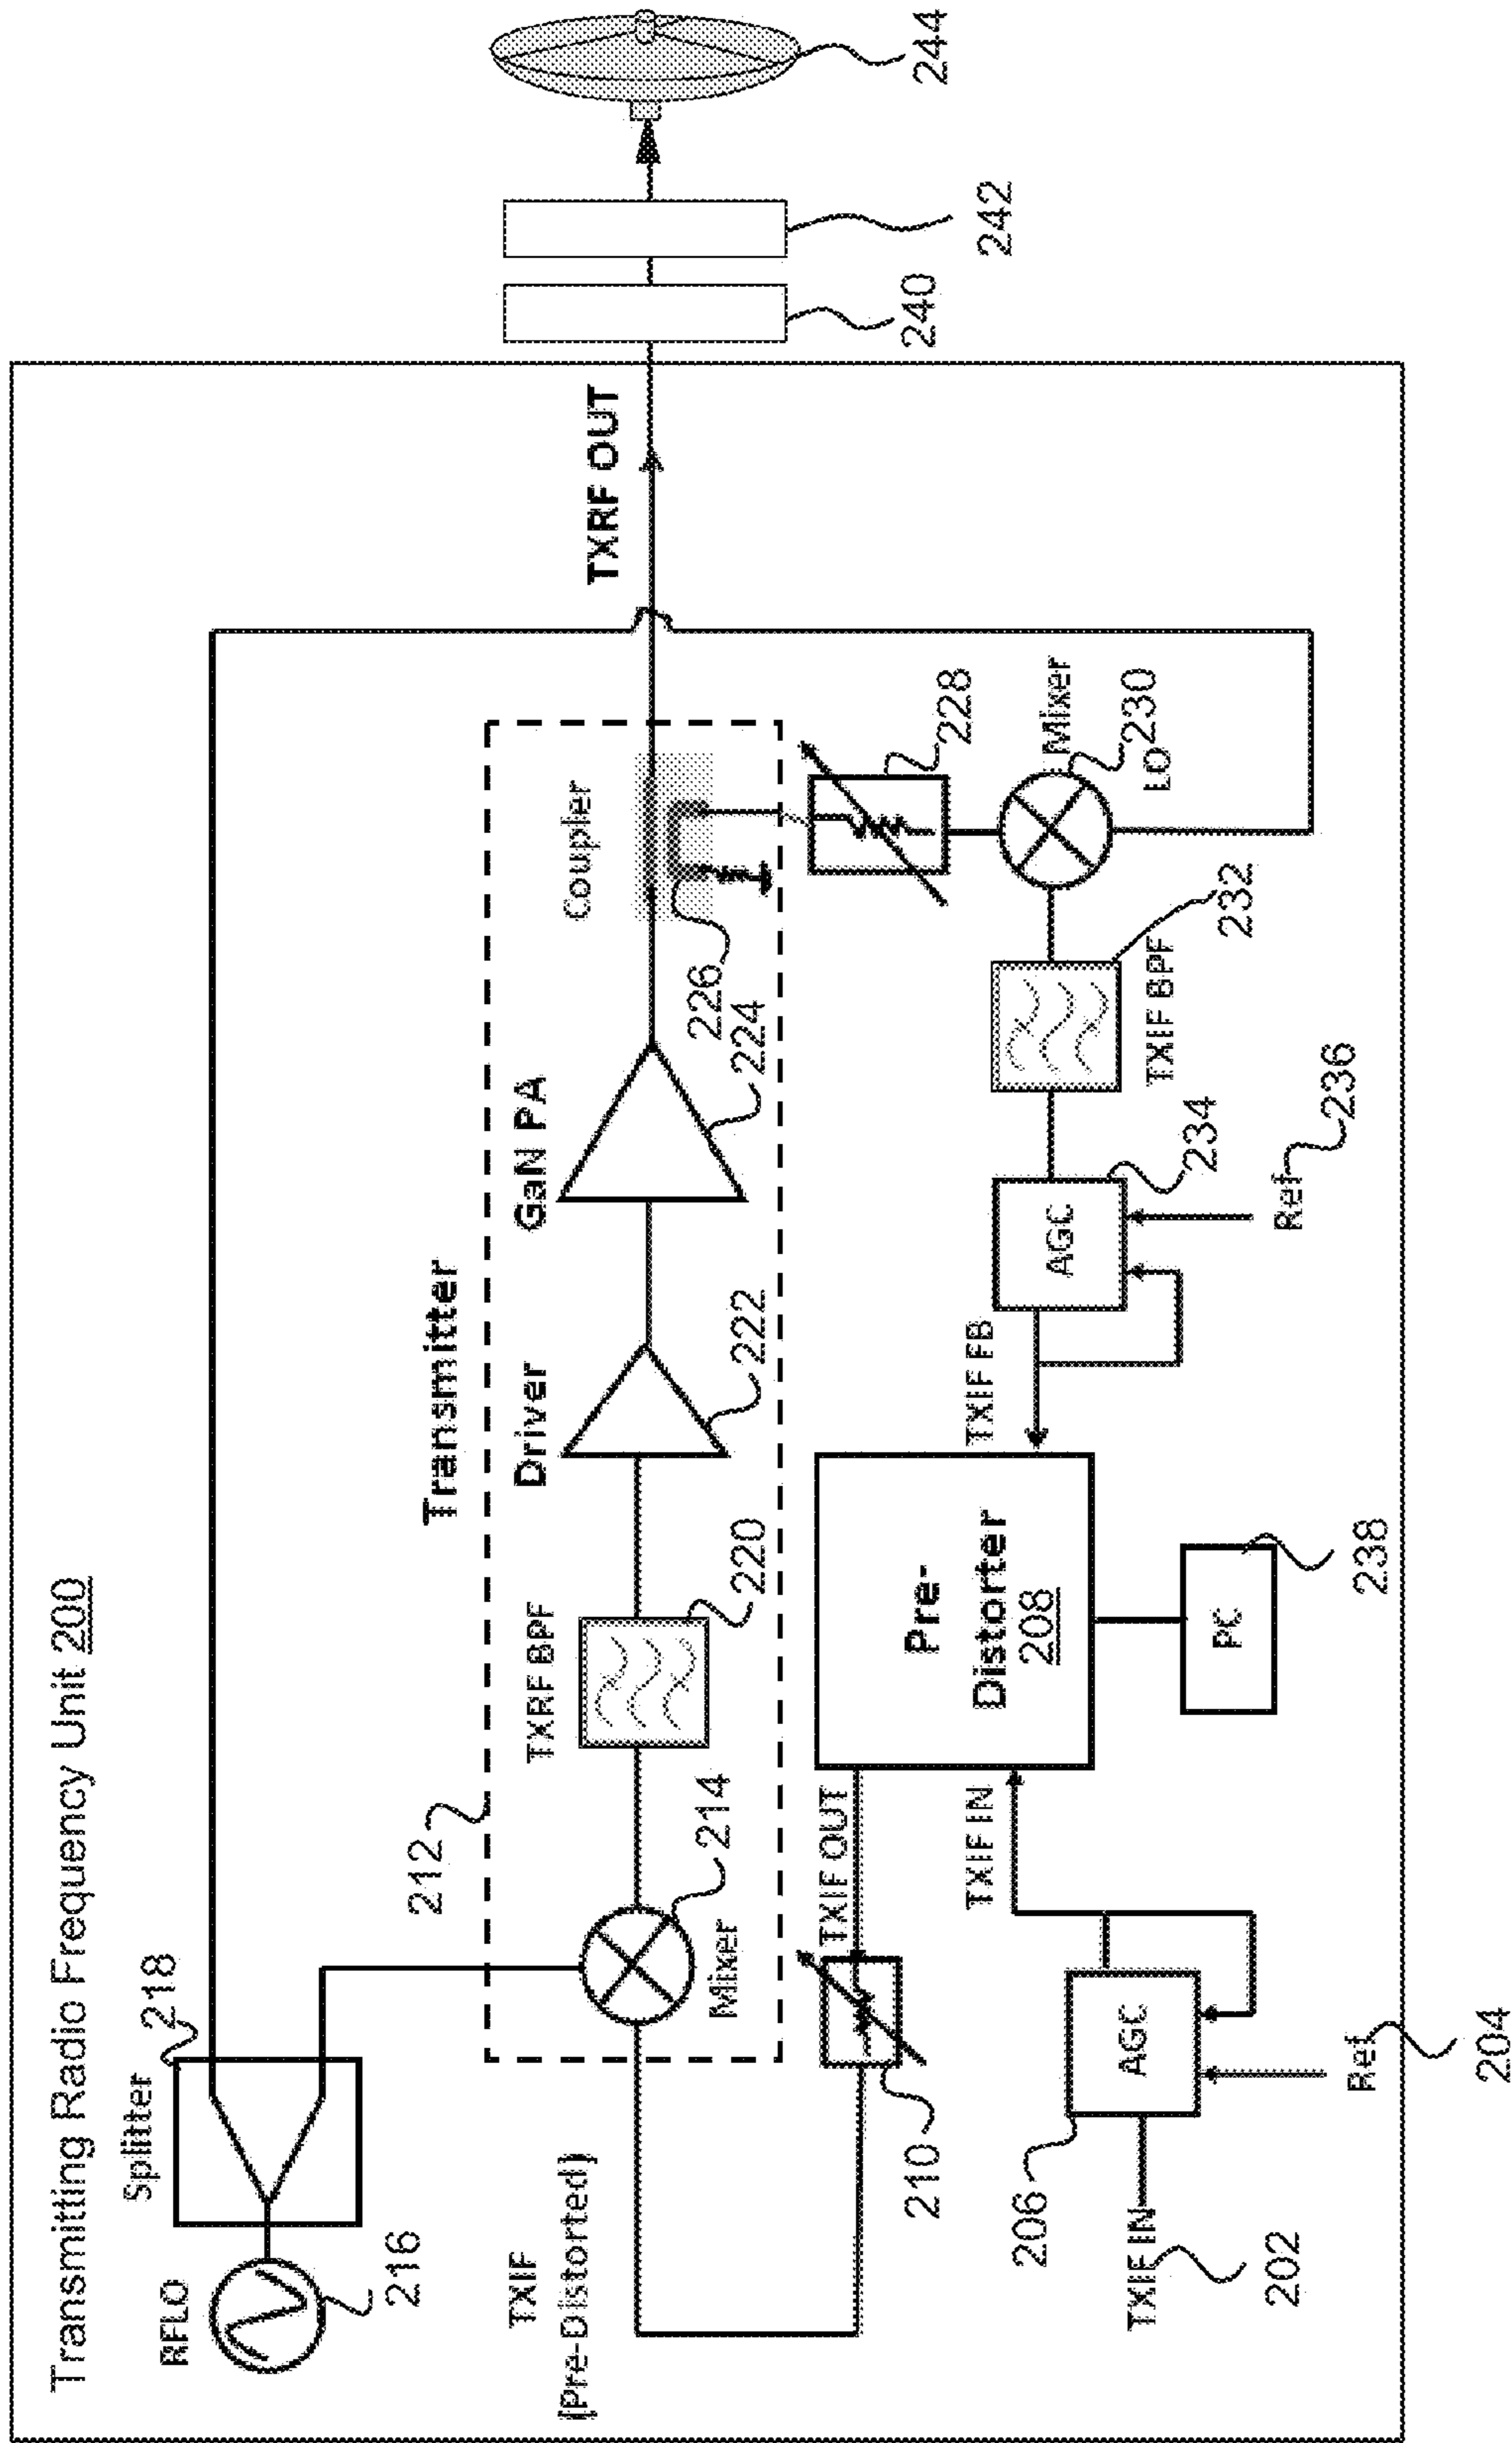 Transmitting Radio Frequency Unit 200
RFLO
216
Splitter
218
TXIF
(Pre-Distorted)
212
Transmitter
Mixer
214
TXRF BPF
220
Driver
222
GaN PA
224
Coupler
226
TXRF OUT
240
242
244
210
TXIF OUT
TXIF IN
Pre-
Distorter
208
TXIF FB
228
Mixer
230
LO
232
TXIF BPF
AGC
234
Ref
236
PC
238
TXIF IN
202
206
AGC
Ref
204